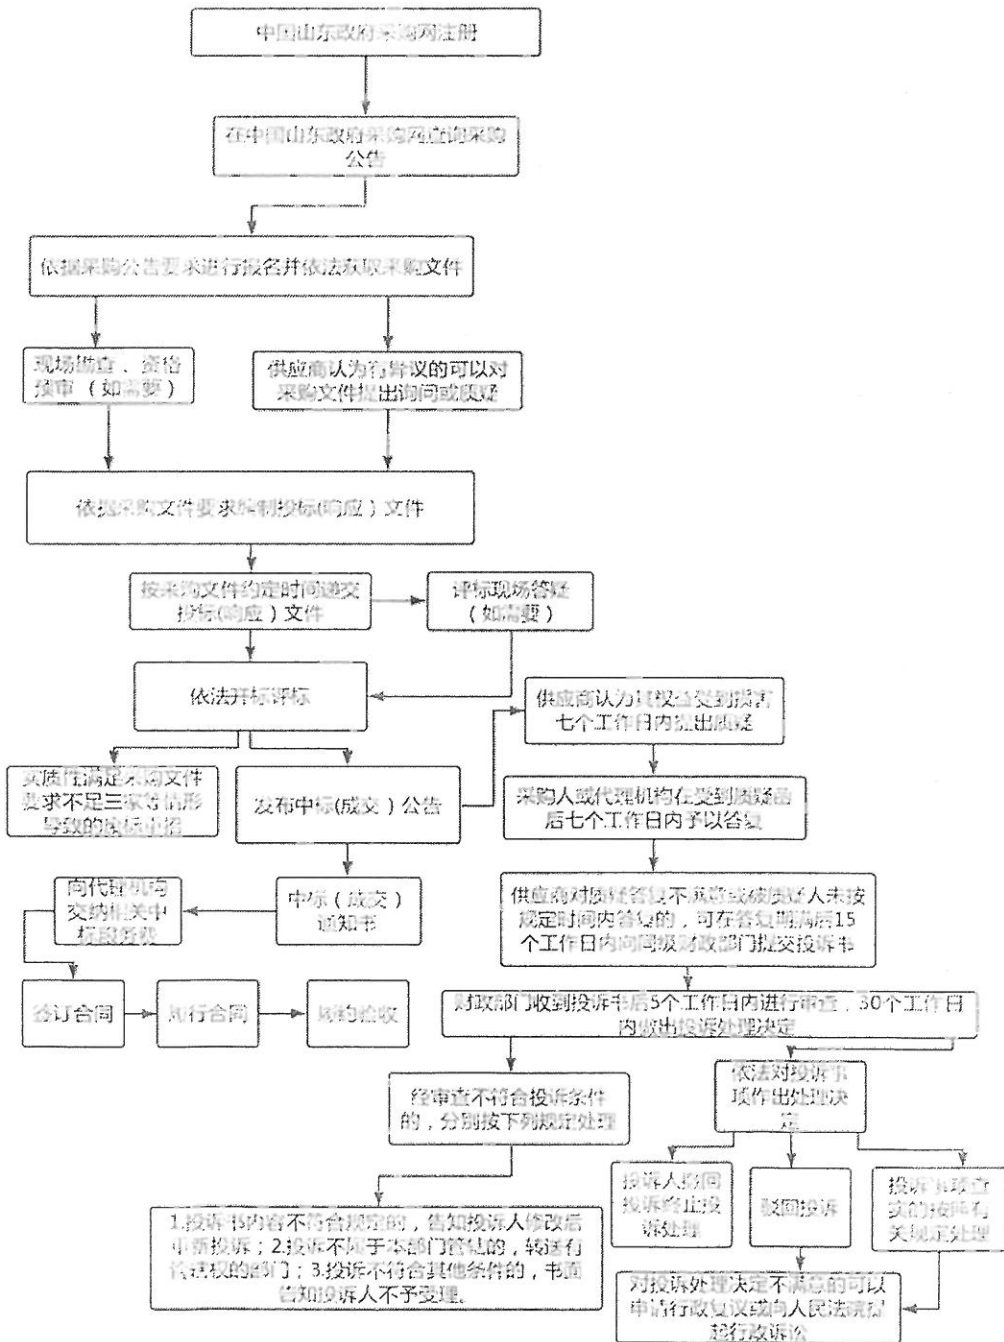 中国山东政府采购网注册
在中国山东政府采购网查询采购
公告
依据采购公告要求进行报名并依法获取采购文件
现场勘查、资格
预审（如需要）
供应商认为有异议的可以对
采购文件提出询问或质疑
依据采购文件要求编制投标(响应）文件
按采购文件约定时间递交
投标(响应）文件
评标现场答疑
（如需要）
依法开标评标
供应商认为其权益受到损害
七个工作日内提出质疑
实质性满足采购文件
要求不足三家等情形
导致的废标重招
发布中标(成交）公告
采购人或代理机构在受到质疑函
后七个工作日内予以答复
向代理机构
交纳相关中
标服务费
中标（成交）
通知书
供应商对质疑答复不满意或被质疑人未按
规定时间内答复的，可在答复期满后15
个工作日内向同级财政部门提交投诉书
签订合同
履行合同
履约验收
财政部门收到投诉书后5个工作日内进行审查，30个工作日
内做出投诉处理决定
经审查不符合投诉条件
的，分别按下列规定处理
依法对投诉事
项作出处理决
定
投诉人撤回
投诉终止投
诉处理
驳回投诉
投诉事项查
实的按照有
关规定处理
1.投诉书内容不符合规定的，告知投诉人修改后
重新投诉；2.投诉不属于本部门管辖的，转送有
管辖权的部门；3.投诉不符合其他条件的，书面
告知投诉人不予受理。
对投诉处理决定不满意的可以
申请行政复议或向人民法院提
起行政诉讼